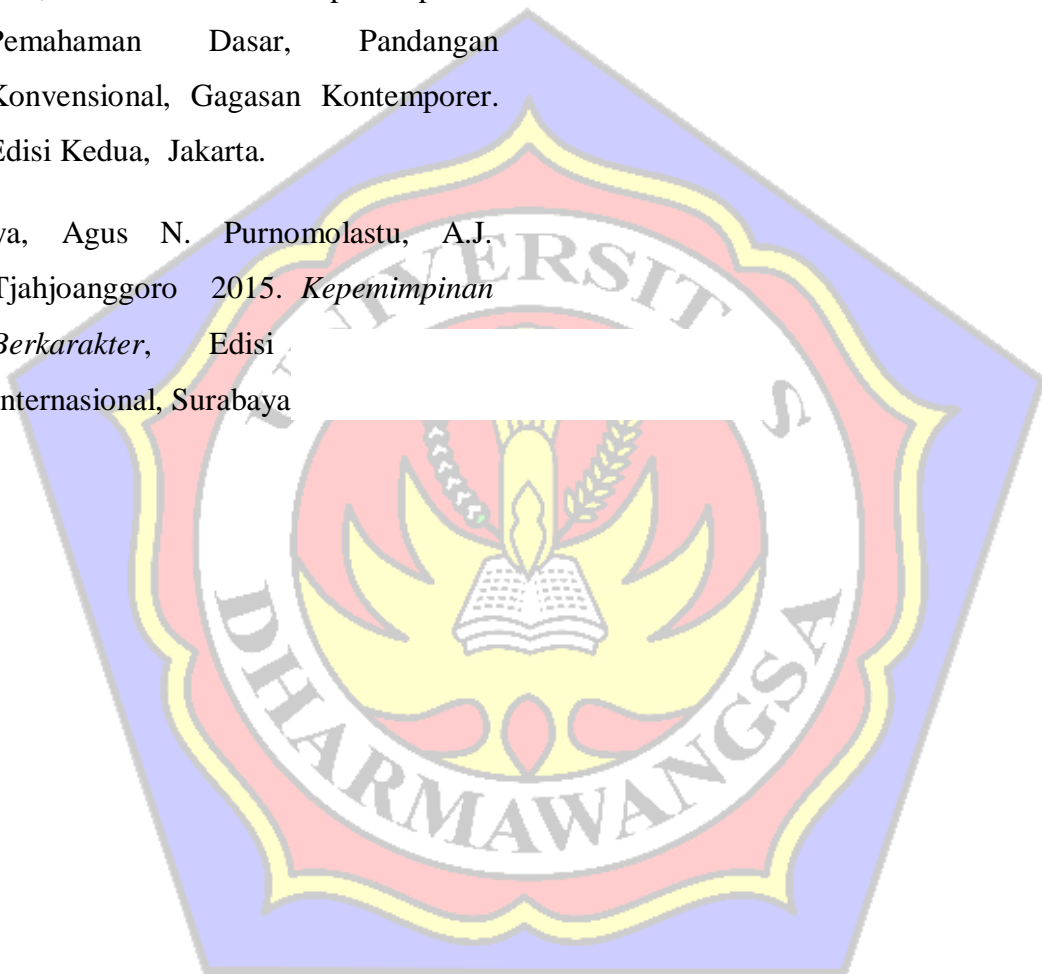 Pemahaman Dasar, Pandangan
Konvensional, Gagasan Kontemporer.
Edisi Kedua, Jakarta.
Agus N. Purnomolastu, A.J.
Tjahjoanggoro 2015. Kepemimpinan
Berkarakter, Edisi
Internasional, Surabaya
UNIVERSIT S
DHARMAWANGSA